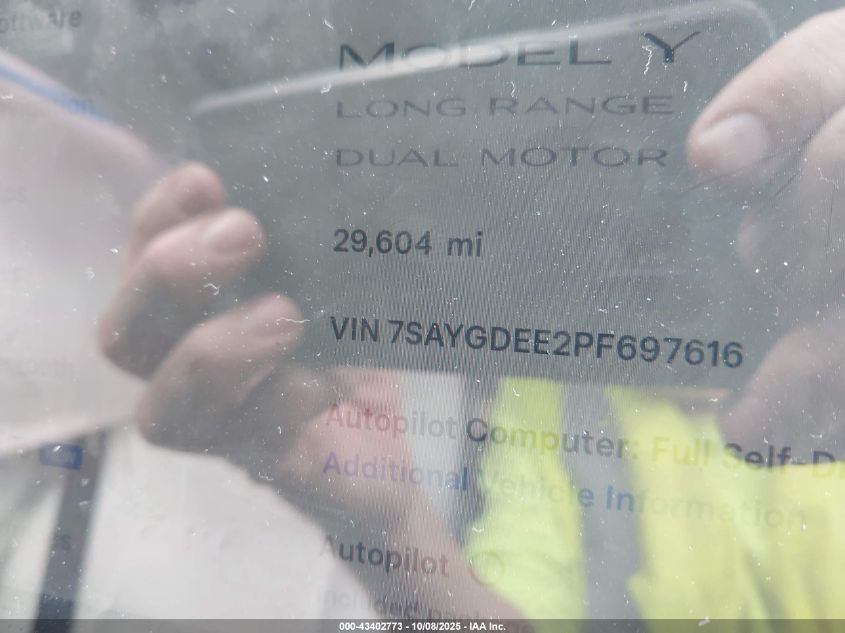 oftware
MODEL Y
LONG RANGE
DUAL MOTOR
29,604 mi
VIN 7SAYGDEE2PF697616
Autopilot Computer: Full Self-D
Additional Vehicle Information
Autopilot
000-43402773 - 10/08/2025 - IAA Inc.